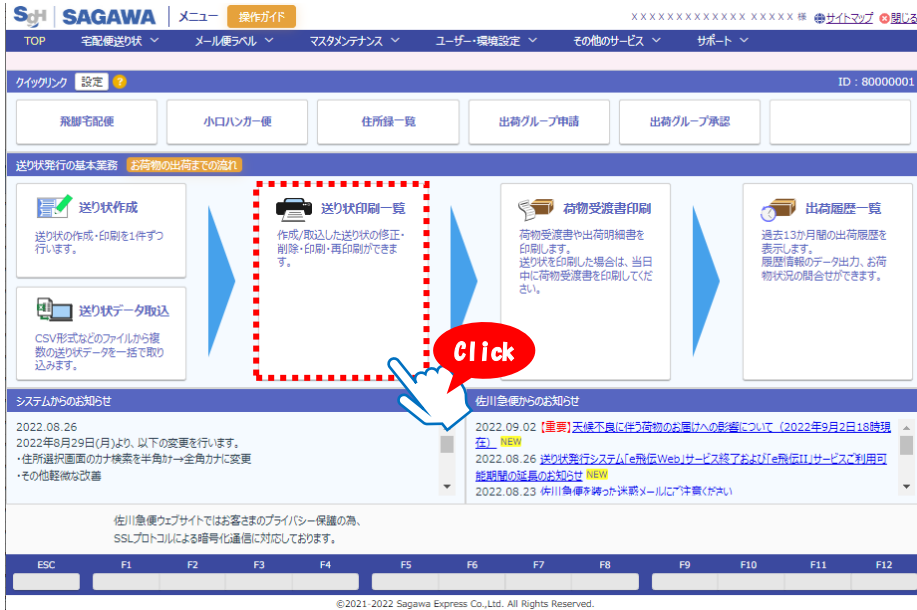 SGH SAGAWA メニュー 操作ガイド XXXXXXXXXXXXX XXXXX 様 サイトマップ 閉じる
TOP 宅配便送り状 メール便ラベル マスタメンテナンス ユーザー・環境設定 その他のサービス サポート
クイックリンク 設定 ? ID : 80000001
飛脚宅配便 小口ハンガー便 住所録一覧 出荷グループ申請 出荷グループ承認
送り状発行の基本業務 お荷物の出荷までの流れ
送り状作成
送り状の作成・印刷を1件ずつ
行います。
送り状データ取込
CSV形式などのファイルから複
数の送り状データを一括で取り
込みます。
送り状印刷一覧
作成/取込した送り状の修正・
削除・印刷・再印刷ができま
す。
Click
荷物受渡書印刷
荷物受渡書や出荷明細書を
印刷します。
送り状を印刷した場合は、当日
中に荷物受渡書を印刷してくだ
さい。
出荷履歴一覧
過去13か月間の出荷履歴を
表示します。
履歴情報のデータ出力、お荷
物状況の問合せができます。
システムからのお知らせ
2022.08.26
2022年8月29日(月)より、以下の変更を行います。
・住所選択画面のカナ検索を半角ｶﾅ→全角カナに変更
・その他軽微な改善
佐川急便からのお知らせ
2022.09.02 【重要】天候不良に伴う荷物のお届けへの影響について（2022年9月2日18時現
在） NEW
2022.08.26 送り状発行システム「e飛伝Web」サービス終了および「e飛伝II」サービスご利用可
能期間の延長のお知らせ NEW
2022.08.23 佐川急便を装った迷惑メールにご注意ください
佐川急便ウェブサイトではお客さまのプライバシー保護の為、
SSLプロトコルによる暗号化通信に対応しております。
ESC F1 F2 F3 F4 F5 F6 F7 F8 F9 F10 F11 F12
©2021-2022 Sagawa Express Co.,Ltd. All Rights Reserved.